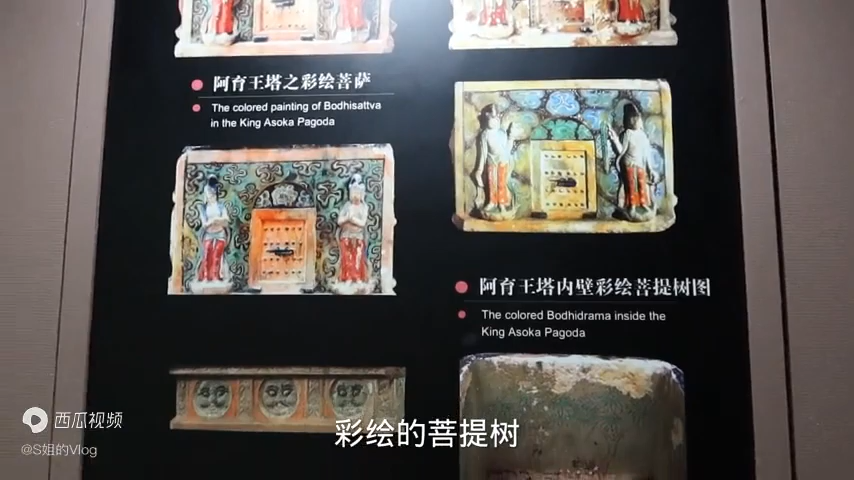 阿育王塔之彩绘菩萨
The colored painting of Bodhisattva
in the King Asoka Pagoda
阿育王塔内壁彩绘菩提树图
The colored Bodhidrama inside the
King Asoka Pagoda
彩绘的菩提树
西瓜视频
@S姐的Vlog